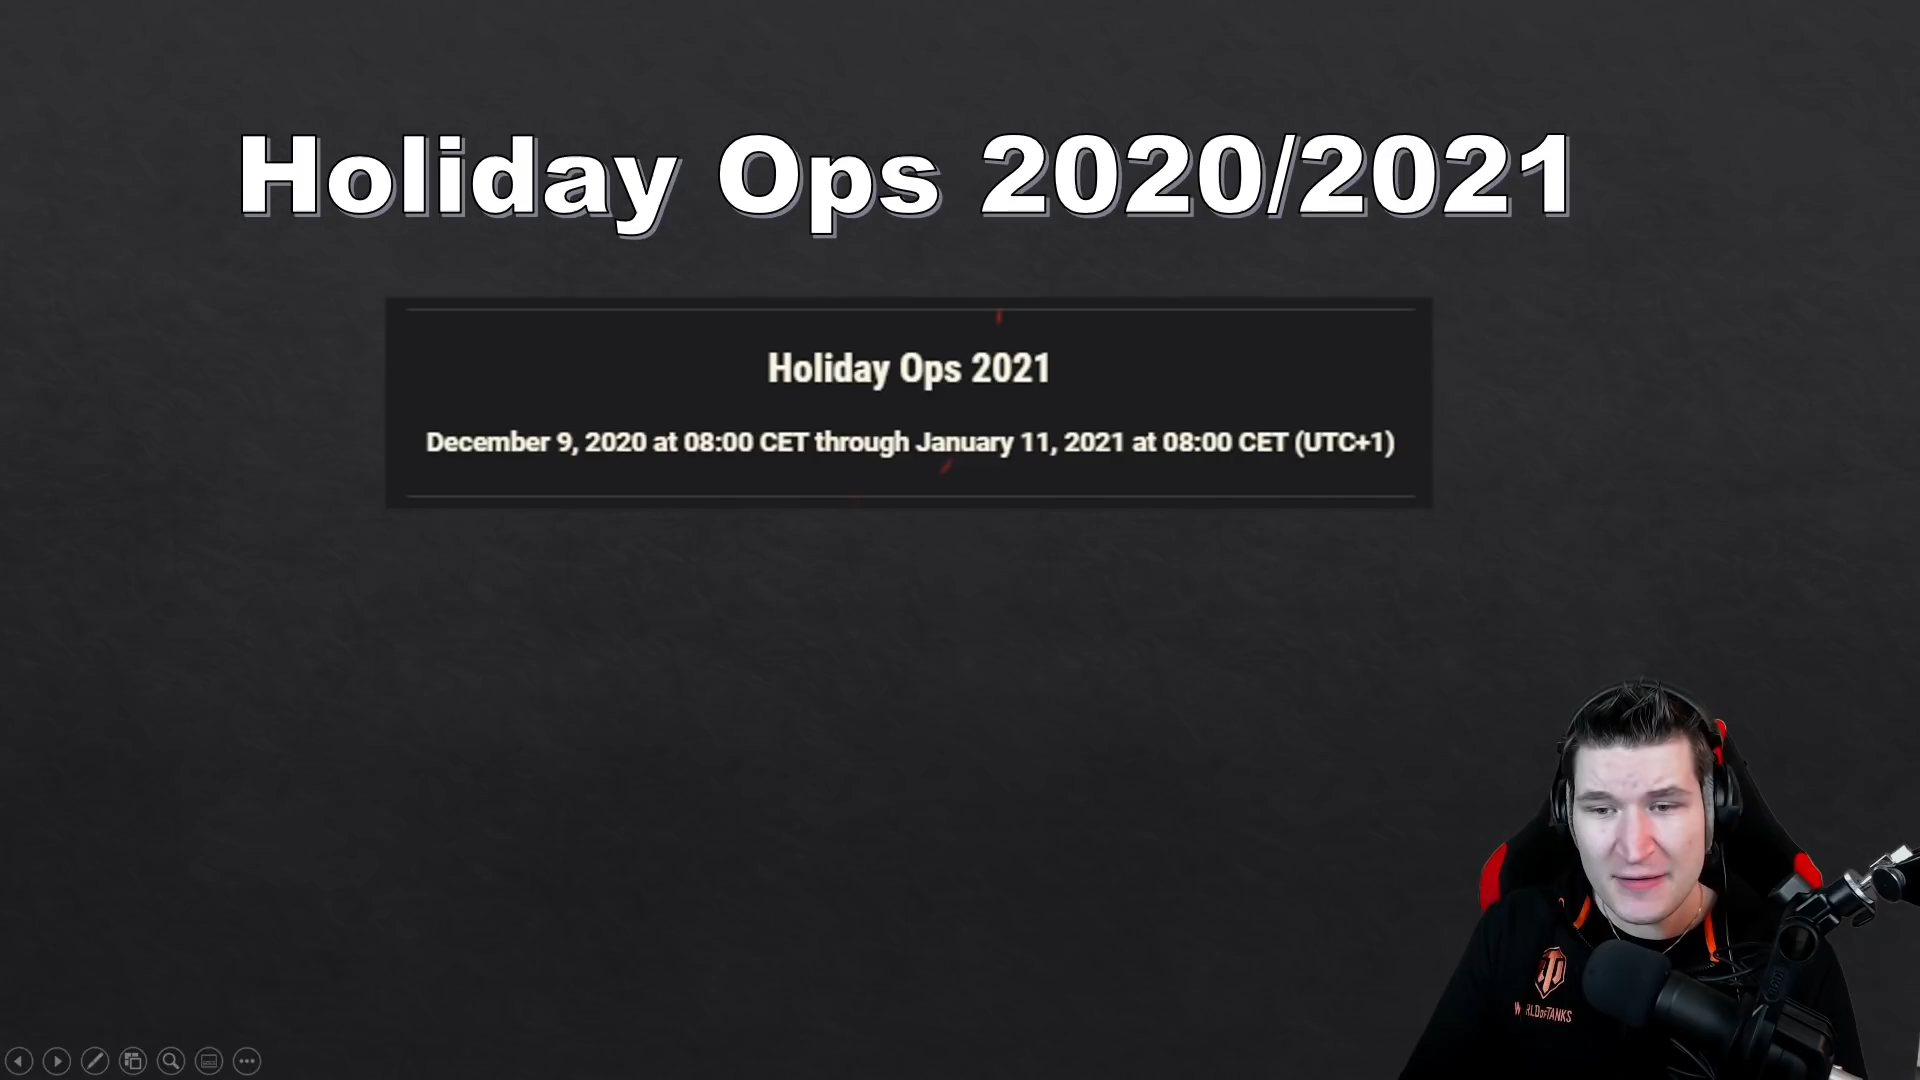 Holiday Ops 2020/2021
Holiday Ops 2021
December 9, 2020 at 08:00 CET through January 11, 2021 at 08:00 CET (UTC+1)
W RLDOFTANKS